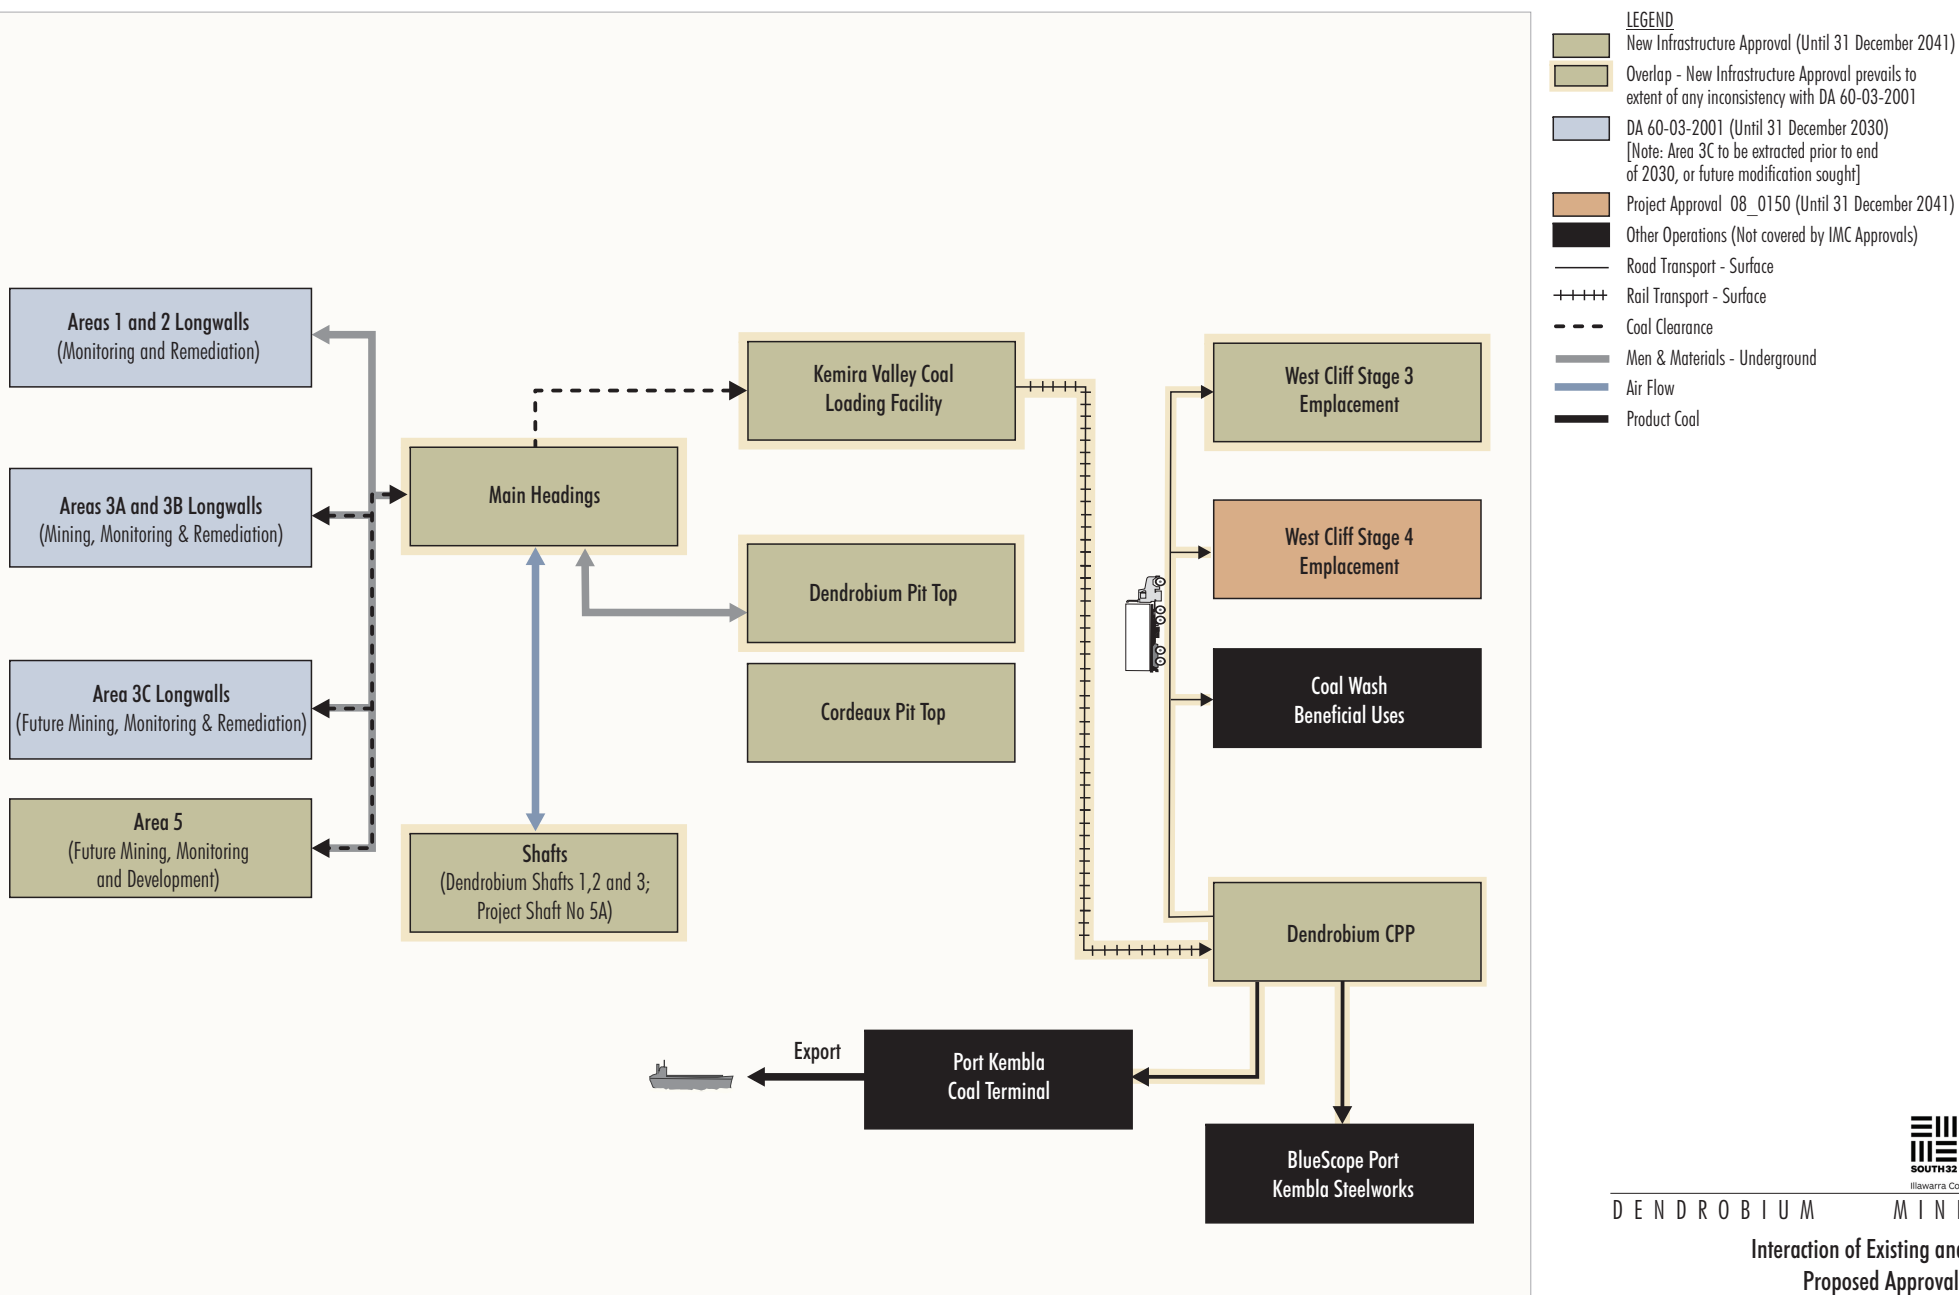 LEGEND
New Infrastructure Approval (Until 31 December 2041)
Overlap - New Infrastructure Approval prevails to
extent of any inconsistency with DA 60-03-2001
DA 60-03-2001 (Until 31 December 2030)
[Note: Area 3C to be extracted prior to end
of 2030, or future modification sought]
Project Approval 08_0150 (Until 31 December 2041)
Other Operations (Not covered by IMC Approvals)
Road Transport - Surface
Rail Transport - Surface
Coal Clearance
Men & Materials - Underground
Air Flow
Product Coal
Areas 1 and 2 Longwalls
(Monitoring and Remediation)
Areas 3A and 3B Longwalls
(Mining, Monitoring & Remediation)
Area 3C Longwalls
(Future Mining, Monitoring & Remediation)
Area 5
(Future Mining, Monitoring
and Development)
Main Headings
Shafts
(Dendrobium Shafts 1,2 and 3;
Project Shaft No 5A)
Kemira Valley Coal
Loading Facility
Dendrobium Pit Top
Cordeaux Pit Top
West Cliff Stage 3
Emplacement
West Cliff Stage 4
Emplacement
Coal Wash
Beneficial Uses
Dendrobium CPP
Export
Port Kembla
Coal Terminal
BlueScope Port
Kembla Steelworks
SOUTH32
Illawarra Co
DENDROBIUM MIN
Interaction of Existing an
Proposed Approval